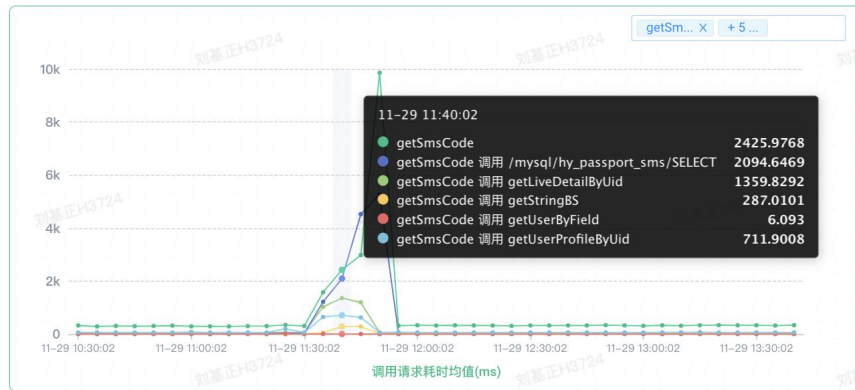 getSm... X + 5 ...
10k
8k
6k
4k
2k
0
11-29 11:40:02
getSmsCode 2425.9768
getSmsCode 调用 /mysql/hy_passport_sms/SELECT 2094.6469
getSmsCode 调用 getLiveDetailByUid 1359.8292
getSmsCode 调用 getStringBS 287.0101
getSmsCode 调用 getUserByField 6.093
getSmsCode 调用 getUserProfileByUid 711.9008
11-29 10:30:02 11-29 11:00:02 11-29 11:30:02 11-29 12:00:02 11-29 12:30:02 11-29 13:00:02 11-29 13:30:02
调用请求耗时均值(ms)
刘基正H3724
刘基正H3724
刘基正H3724
刘基正H3724
刘基正H3724